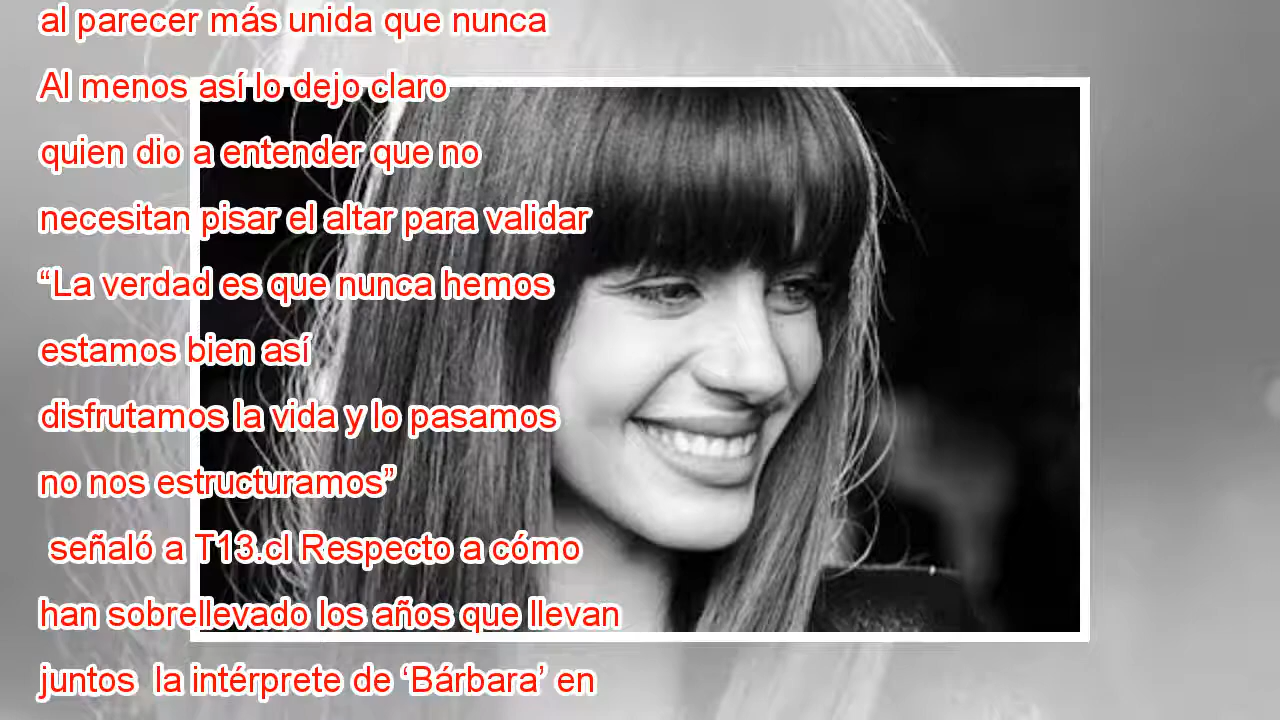 al parecer más unida que nunca
Al menos así lo dejo claro
quien dio a entender que no
necesitan pisar el altar para validar
“La verdad es que nunca hemos
estamos bien así
disfrutamos la vida y lo pasamos
no nos estructuramos”
señaló a T13.cl Respecto a cómo
han sobrellevado los años que llevan
juntos la intérprete de ‘Bárbara’ en